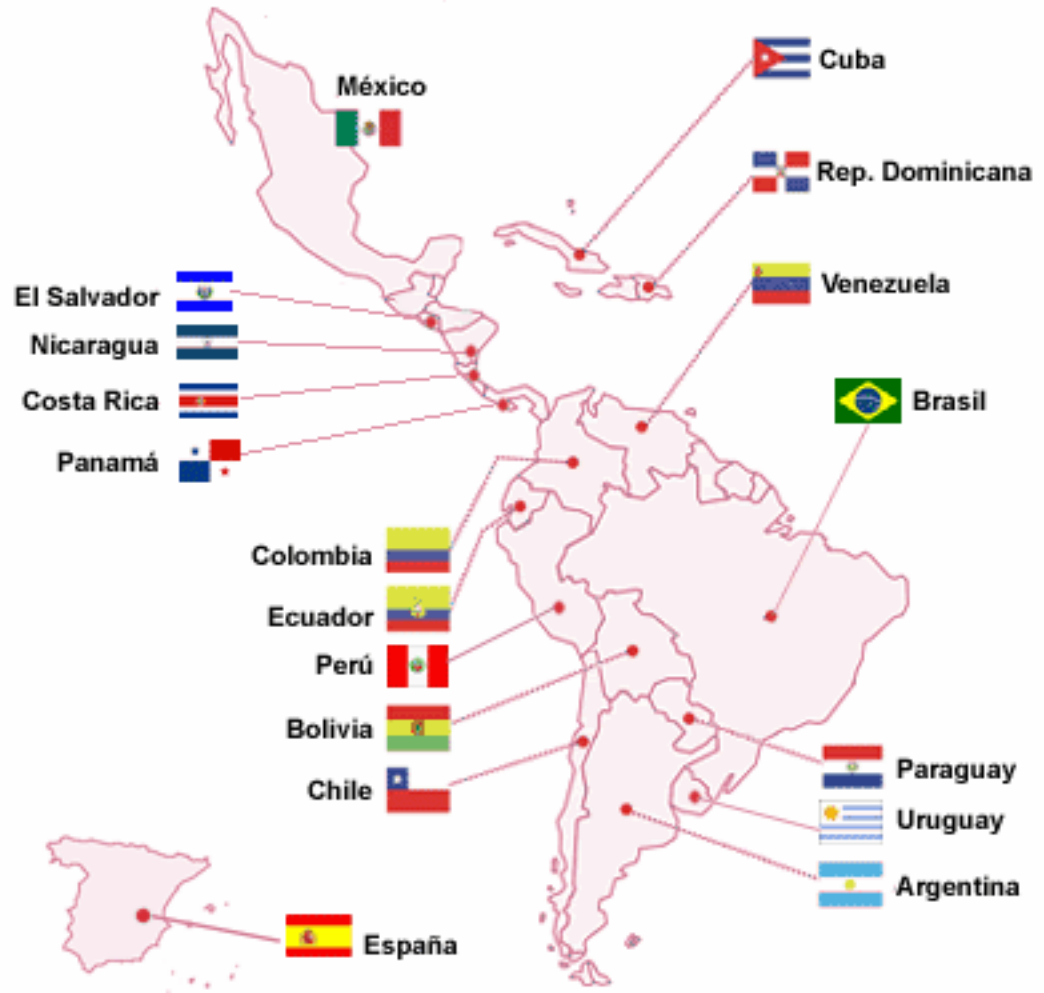 México
Cuba
Rep. Dominicana
El Salvador
Venezuela
Nicaragua
Costa Rica
Brasil
Panamá
Colombia
Ecuador
Perú
Bolivia
Chile
Paraguay
Uruguay
Argentina
España